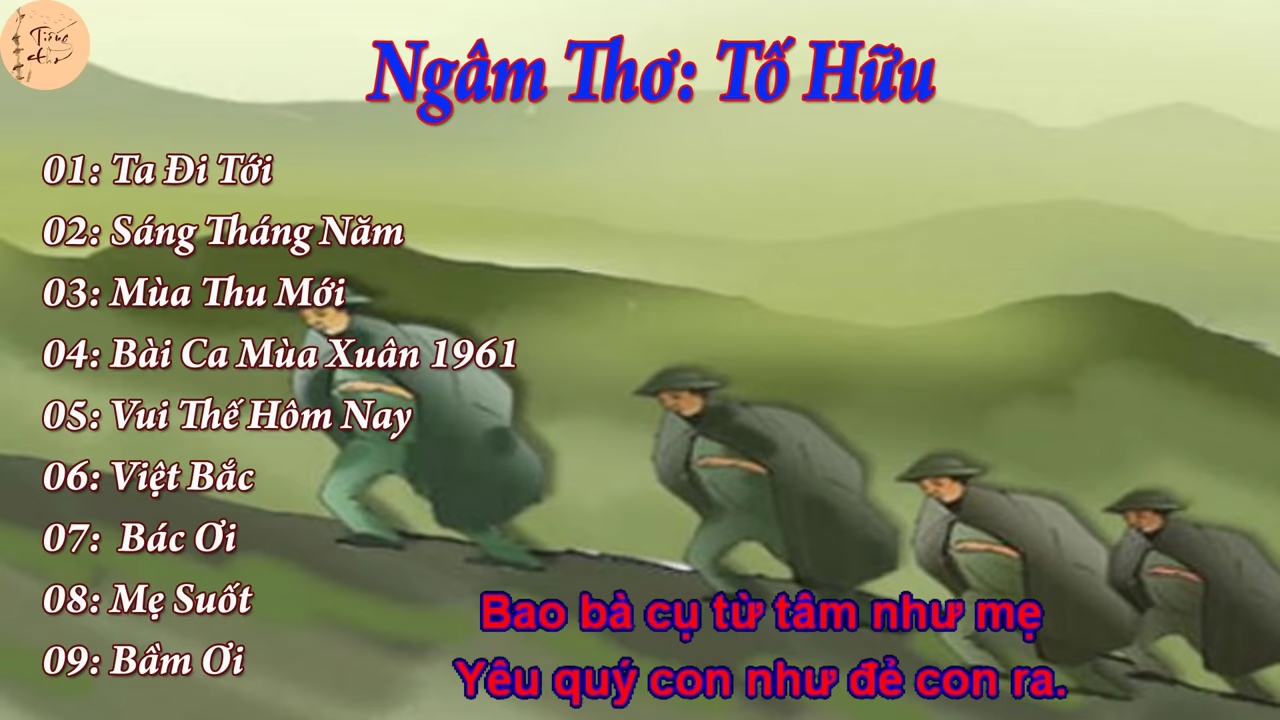 Tiếng
thơ
Ngâm Thơ: Tố Hữu
01: Ta Đi Tới
02: Sáng Tháng Năm
03: Mùa Thu Mới
04: Bài Ca Mùa Xuân 1961
05: Vui Thế Hôm Nay
06: Việt Bắc
07: Bác Ơi
08: Mẹ Suốt
09: Bầm Ơi
Bao bà cụ từ tâm như mẹ
Yêu quý con như đẻ con ra.